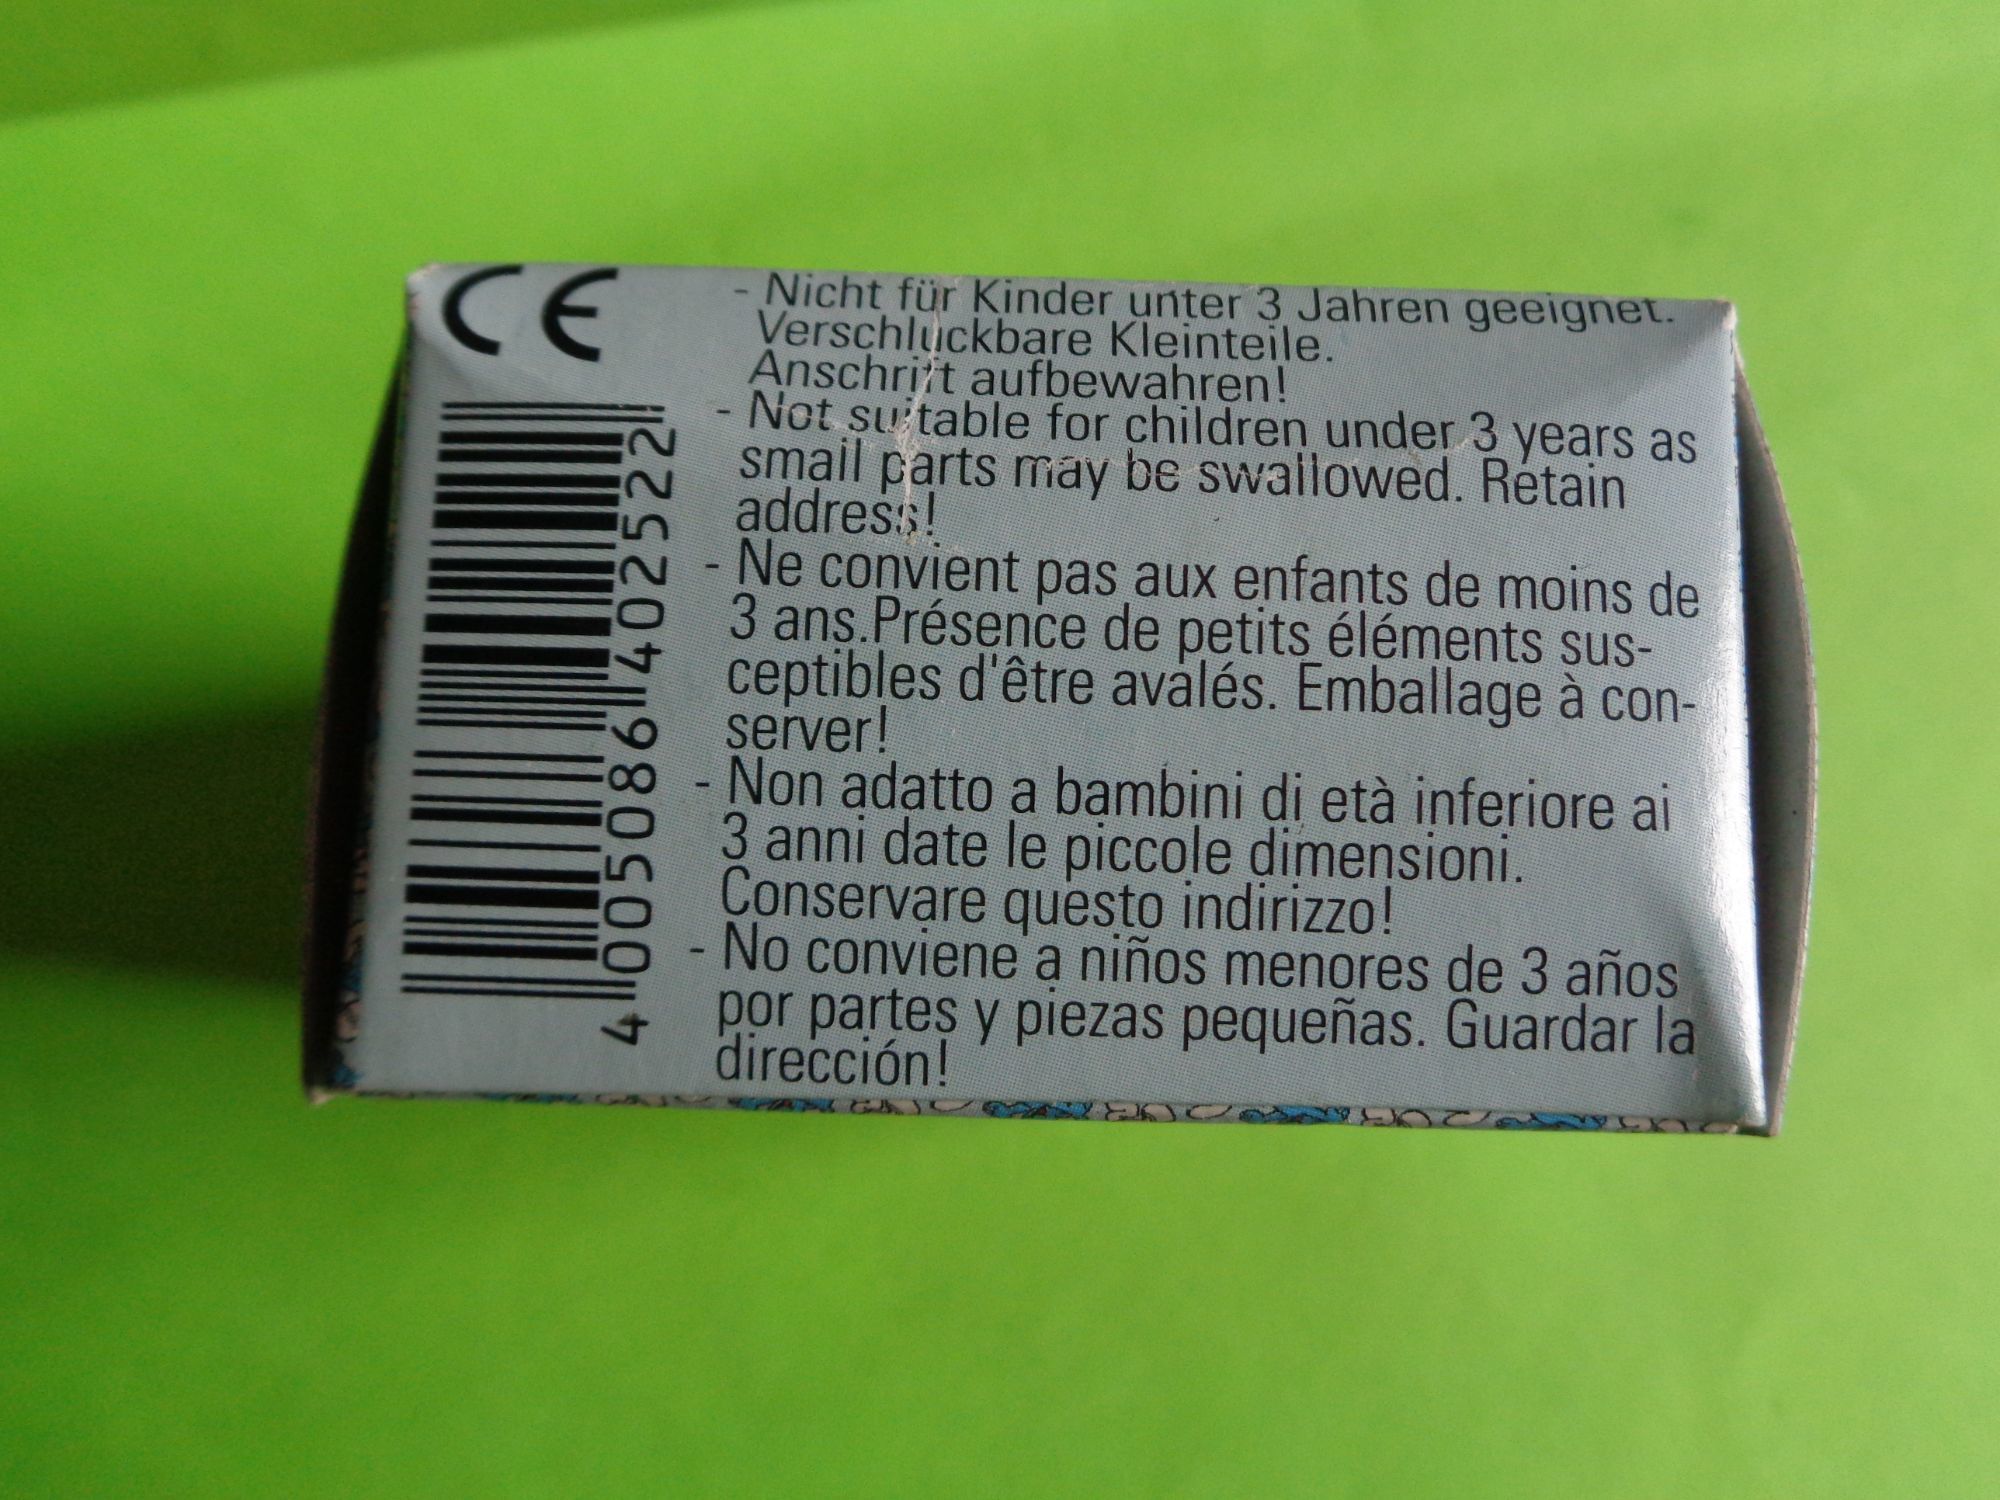 CE
- Nicht für Kinder unter 3 Jahren geeignet.
Verschluckbare Kleinteile.
Anschrift aufbewahren!
- Not suitable for children under 3 years as
small parts may be swallowed. Retain
address!
- Ne convient pas aux enfants de moins de
3 ans.Présence de petits éléments sus-
ceptibles d'être avalés. Emballage à con-
server!
- Non adatto a bambini di età inferiore ai
3 anni date le piccole dimensioni.
Conservare questo indirizzo!
- No conviene a niños menores de 3 años
por partes y piezas pequeñas. Guardar la
dirección!
4 005086 402522